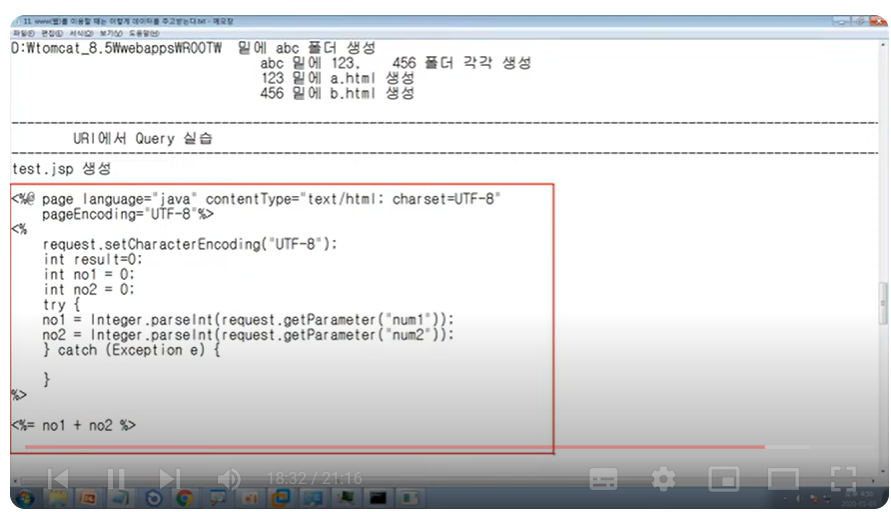 11. www(웹)를 이용할 때는 이렇게 데이터를 주고받는다.txt - 메모장
파일(F) 편집(E) 서식(O) 보기(V) 도움말(H)
D:₩tomcat_8.5₩webapps₩ROOT₩ 밑에 abc 폴더 생성
abc 밑에 123, 456 폴더 각각 생성
123 밑에 a.html 생성
456 밑에 b.html 생성
URI에서 Query 실습
test.jsp 생성
<%@ page language="java" contentType="text/html; charset=UTF-8"
pageEncoding="UTF-8"%>
<%
request.setCharacterEncoding("UTF-8");
int result=0;
int no1 = 0;
int no2 = 0;
try {
no1 = Integer.parseInt(request.getParameter("num1"));
no2 = Integer.parseInt(request.getParameter("num2"));
} catch (Exception e) {
}
%>
<%= no1 + no2 %>
18:32 / 21:16